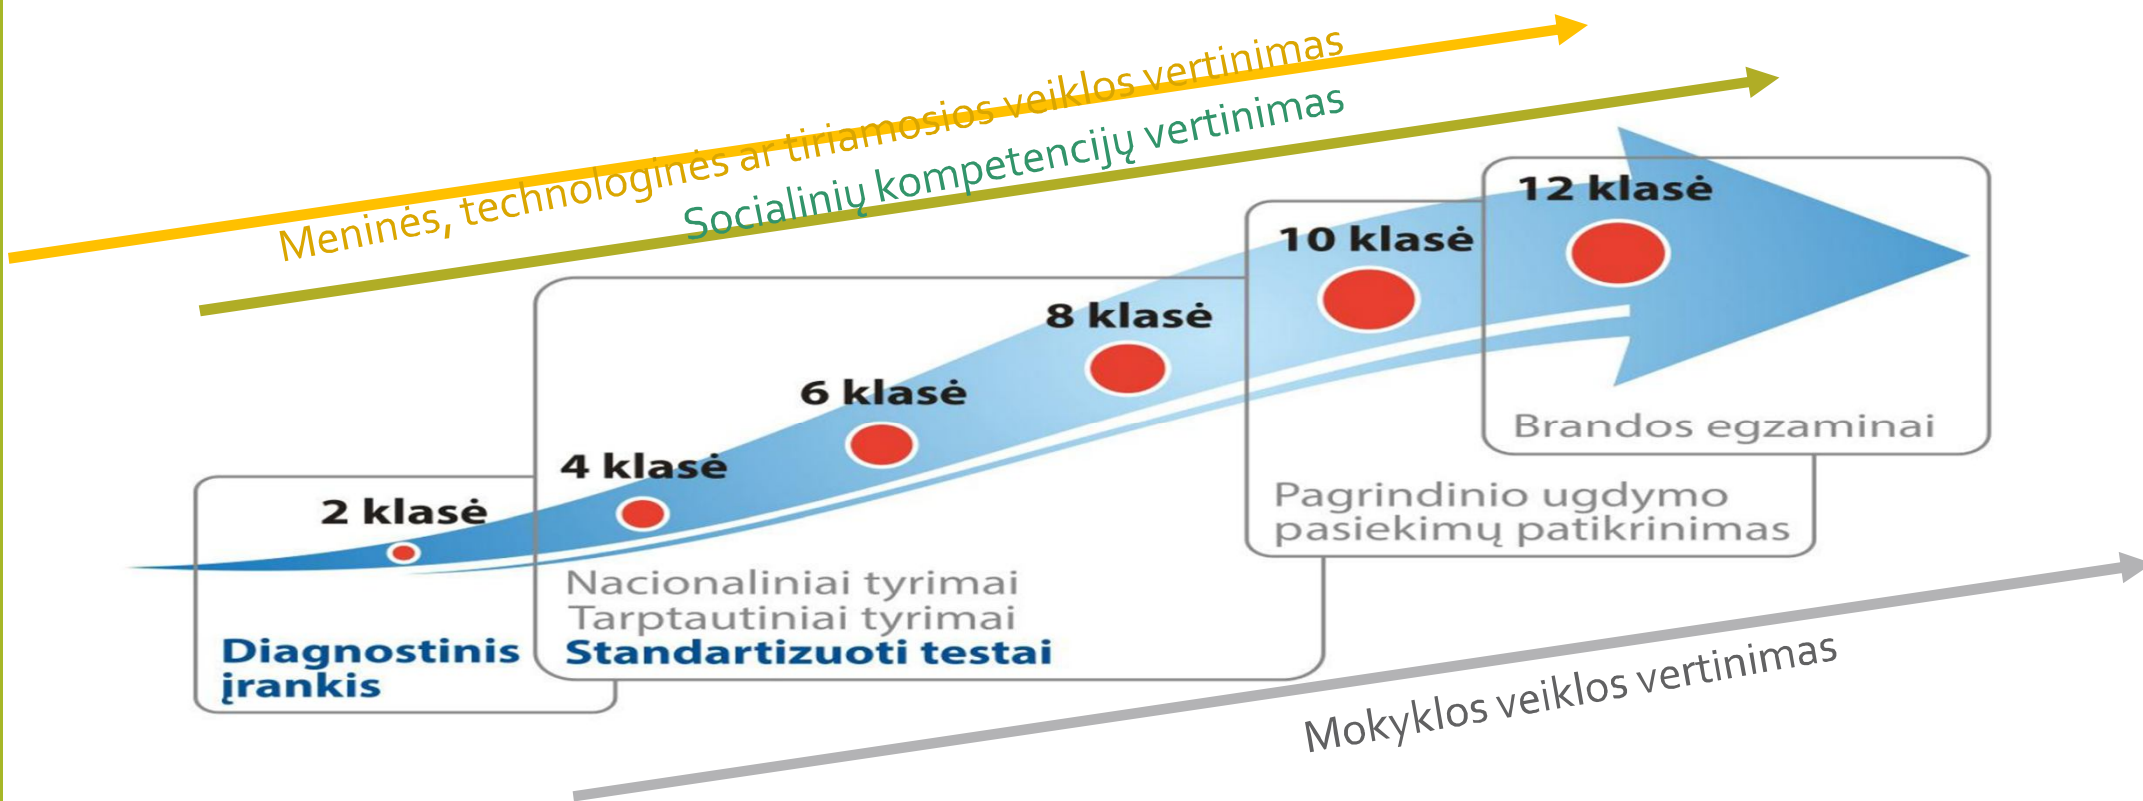 Meninės, technologinės ar tiriamosios veiklos vertinimas
Socialinių kompetencijų vertinimas
12 klasė
10 klasė
8 klasė
6 klasė
4 klasė
2 klasė
Brandos egzaminai
Pagrindinio ugdymo
pasiekimų patikrinimas
Nacionaliniai tyrimai
Tarptautiniai tyrimai
Standartizuoti testai
Diagnostinis
įrankis
Mokyklos veiklos vertinimas